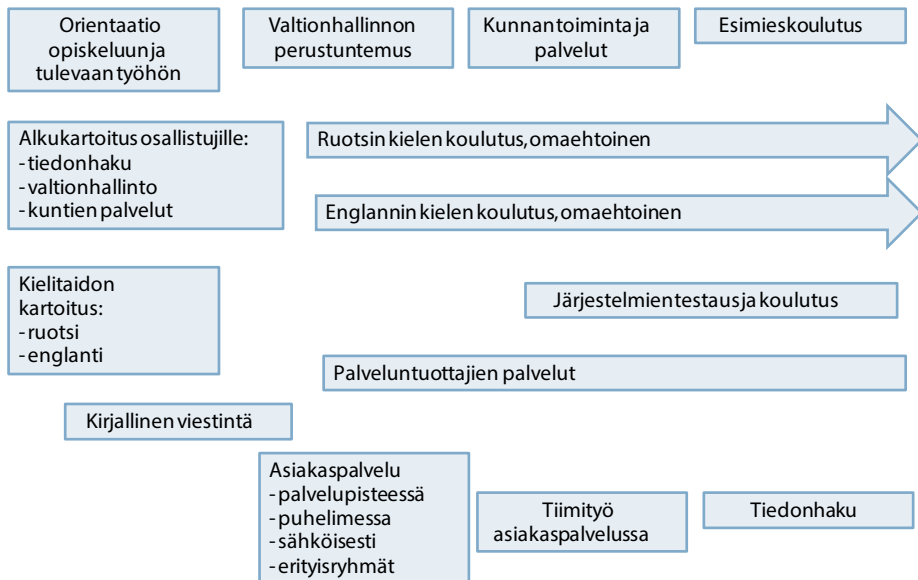 Orientaatio
opiskeluun ja
tulevaan työhön
Valtionhallinnon
perustuntemus
Kunnan toiminta ja
palvelut
Esimieskoulutus
Alkukartoitus osallistujille:
- tiedonhaku
- valtionhallinto
- kuntien palvelut
Ruotsin kielen koulutus, omaehtoinen
Englannin kielen koulutus, omaehtoinen
Kielitaidon
kartoitus:
- ruotsi
- englanti
Järjestelmien testaus ja koulutus
Palveluntuottajien palvelut
Kirjallinen viestintä
Asiakaspalvelu
- palvelupisteessä
- puhelimessa
- sähköisesti
- erityisryhmät
Tiimityö
asiakaspalvelussa
Tiedonhaku